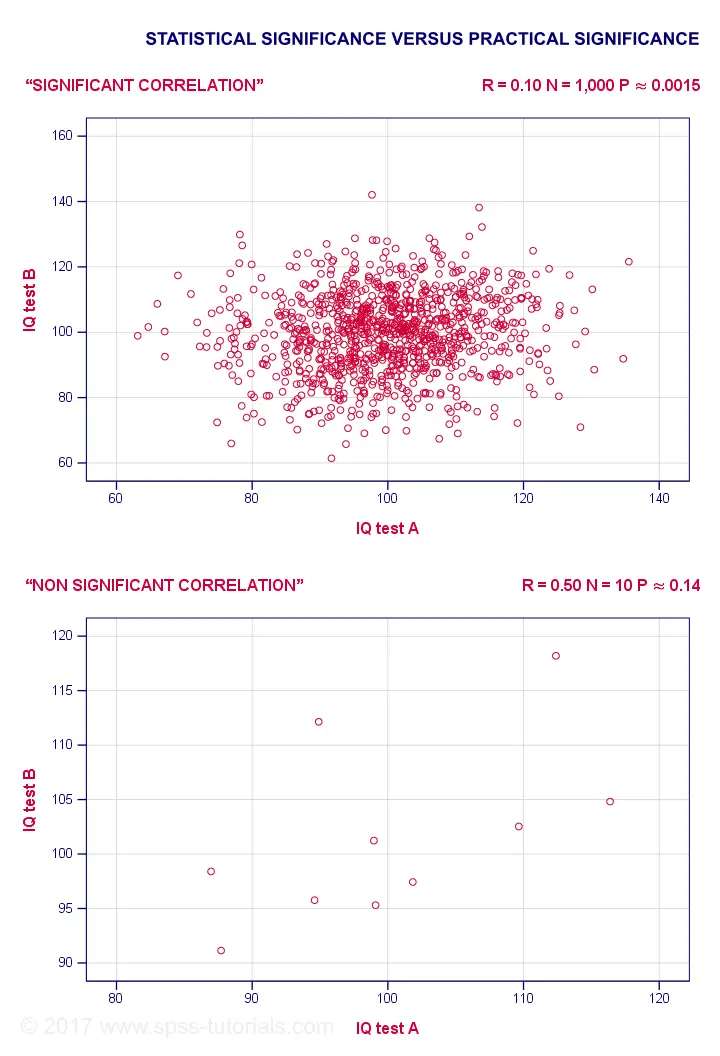 STATISTICAL SIGNIFICANCE VERSUS PRACTICAL SIGNIFICANCE
“SIGNIFICANT CORRELATION” R = 0.10 N = 1,000 P ≈ 0.0015
160
140
120
100
80
60
IQ test B
60 80 100 120 140
IQ test A
“NON SIGNIFICANT CORRELATION” R = 0.50 N = 10 P ≈ 0.14
120
115
110
105
100
95
90
IQ test B
80 90 100 110 120
IQ test A
© 2017 www.spss-tutorials.com